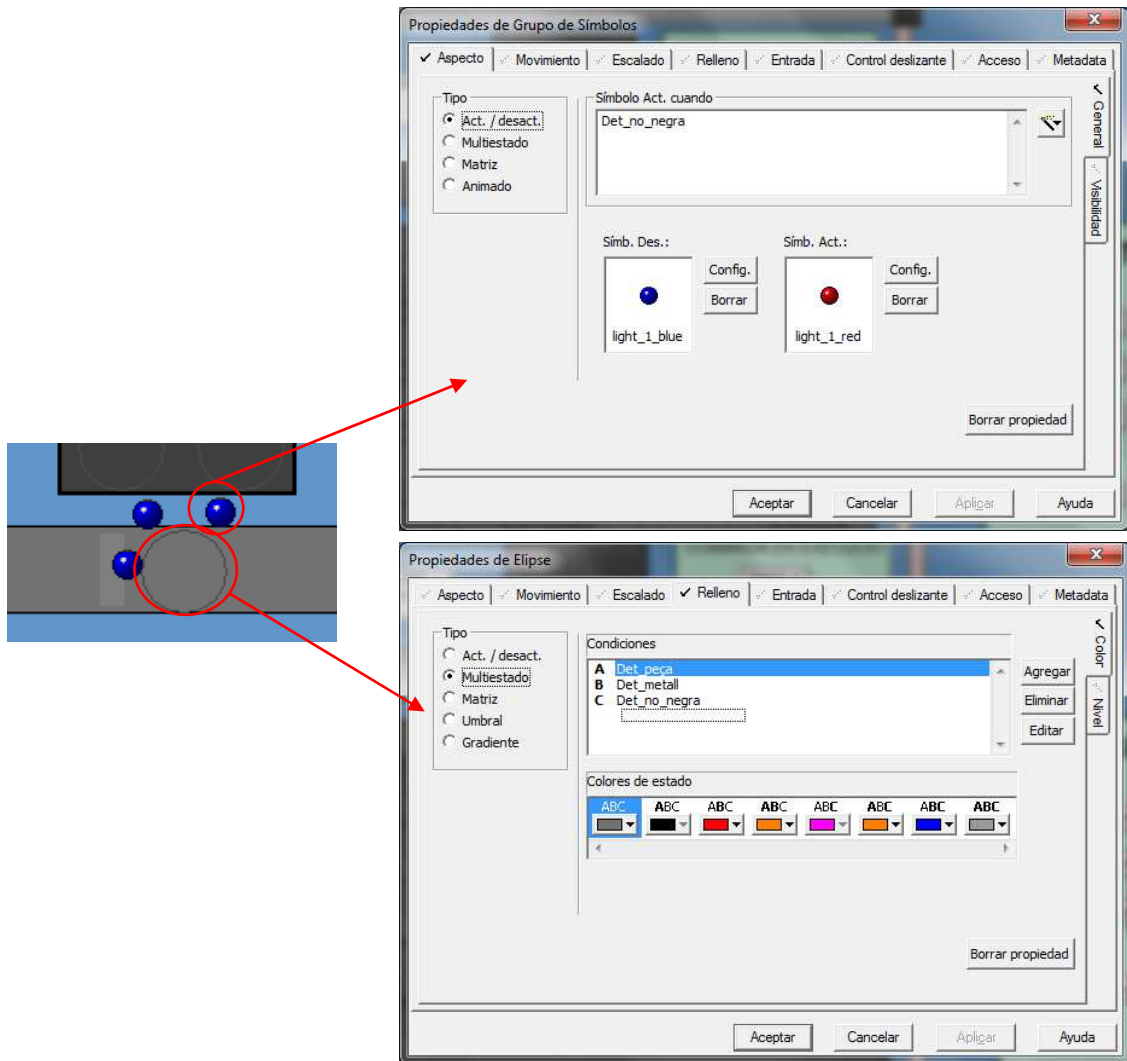 Propiedades de Grupo de Símbolos
Aspecto Movimiento Escalado Relleno Entrada Control deslizante Acceso Metadata
Tipo
Act. / desact.
Multiestado
Matriz
Animado
Símbolo Act. cuando
Det_no_negra
General
Visibilidad
Símb. Des.:
Símb. Act.:
Config.
Borrar
light_1_blue
Config.
Borrar
light_1_red
Borrar propiedad
Aceptar Cancelar Aplicar Ayuda
Propiedades de Elipse
Aspecto Movimiento Escalado Relleno Entrada Control deslizante Acceso Metadata
Tipo
Act. / desact.
Multiestado
Matriz
Umbral
Gradiente
Condiciones
A Det_peça
B Det_metall
C Det_no_negra
Agregar
Eliminar
Editar
Color
Nivel
Colores de estado
ABC ABC ABC ABC ABC ABC ABC ABC
Borrar propiedad
Aceptar Cancelar Aplicar Ayuda